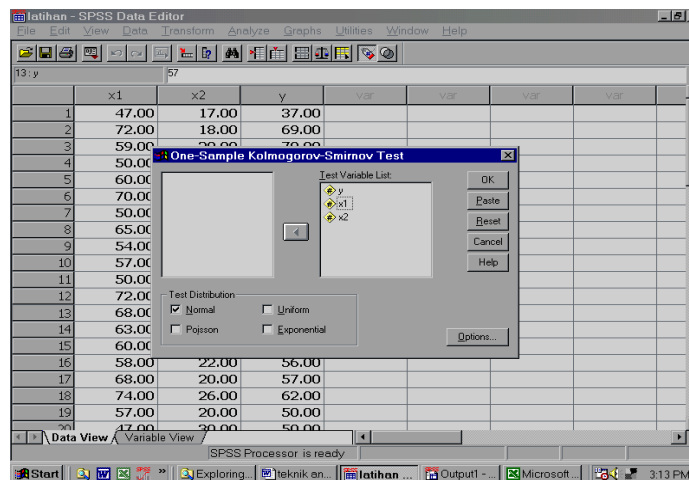 latihan - SPSS Data Editor
File Edit View Data Transform Analyze Graphs Utilities Window Help
13 : y 57
x1 x2 y var var var var
1 47.00 17.00 37.00
2 72.00 18.00 69.00
3 59.00
4 50.00
5 60.00
6 70.00
7 50.00
8 65.00
9 54.00
10 57.00
11 50.00
12 72.00
13 68.00
14 63.00
15 60.00
16 58.00 22.00 56.00
17 68.00 20.00 57.00
18 74.00 26.00 62.00
19 57.00 20.00 50.00
20 47.00 30.00 50.00
One-Sample Kolmogorov-Smirnov Test
Test Variable List:
y
x1
x2
OK
Paste
Reset
Cancel
Help
Test Distribution
Normal Uniform
Poisson Exponential
Options...
Data View Variable View
SPSS Processor is ready
Start W » Exploring... teknik an... latihan ... Output1 - ... Microsoft ... 3:13 PM